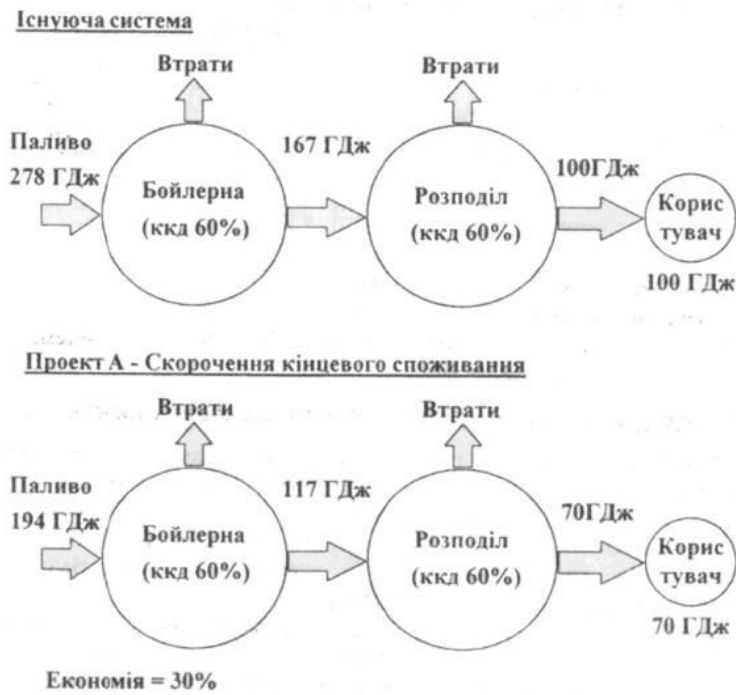 Існуюча система
Втрати
Втрати
Паливо
278 ГДж
167 ГДж
100ГДж
Бойлерна
(ккд 60%)
Розподіл
(ккд 60%)
Корис
тувач
100 ГДж
Проект А - Скорочення кінцевого споживання
Втрати
Втрати
Паливо
194 ГДж
117 ГДж
70ГДж
Бойлерна
(ккд 60%)
Розподіл
(ккд 60%)
Корис
тувач
70 ГДж
Економія = 30%